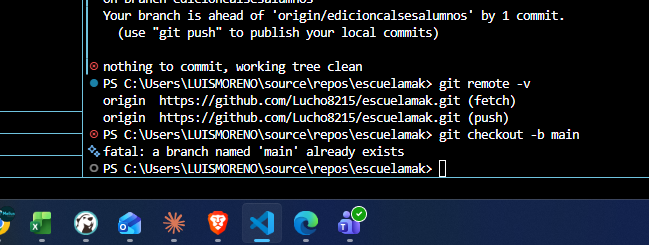 on branch edicioncalsesalumnos
Your branch is ahead of 'origin/edicioncalsesalumnos' by 1 commit.
(use "git push" to publish your local commits)
nothing to commit, working tree clean
PS C:\Users\LUISMORENO\source\repos\escuelamak> git remote -v
origin https://github.com/Lucho8215/escuelamak.git (fetch)
origin https://github.com/Lucho8215/escuelamak.git (push)
PS C:\Users\LUISMORENO\source\repos\escuelamak> git checkout -b main
fatal: a branch named 'main' already exists
PS C:\Users\LUISMORENO\source\repos\escuelamak>